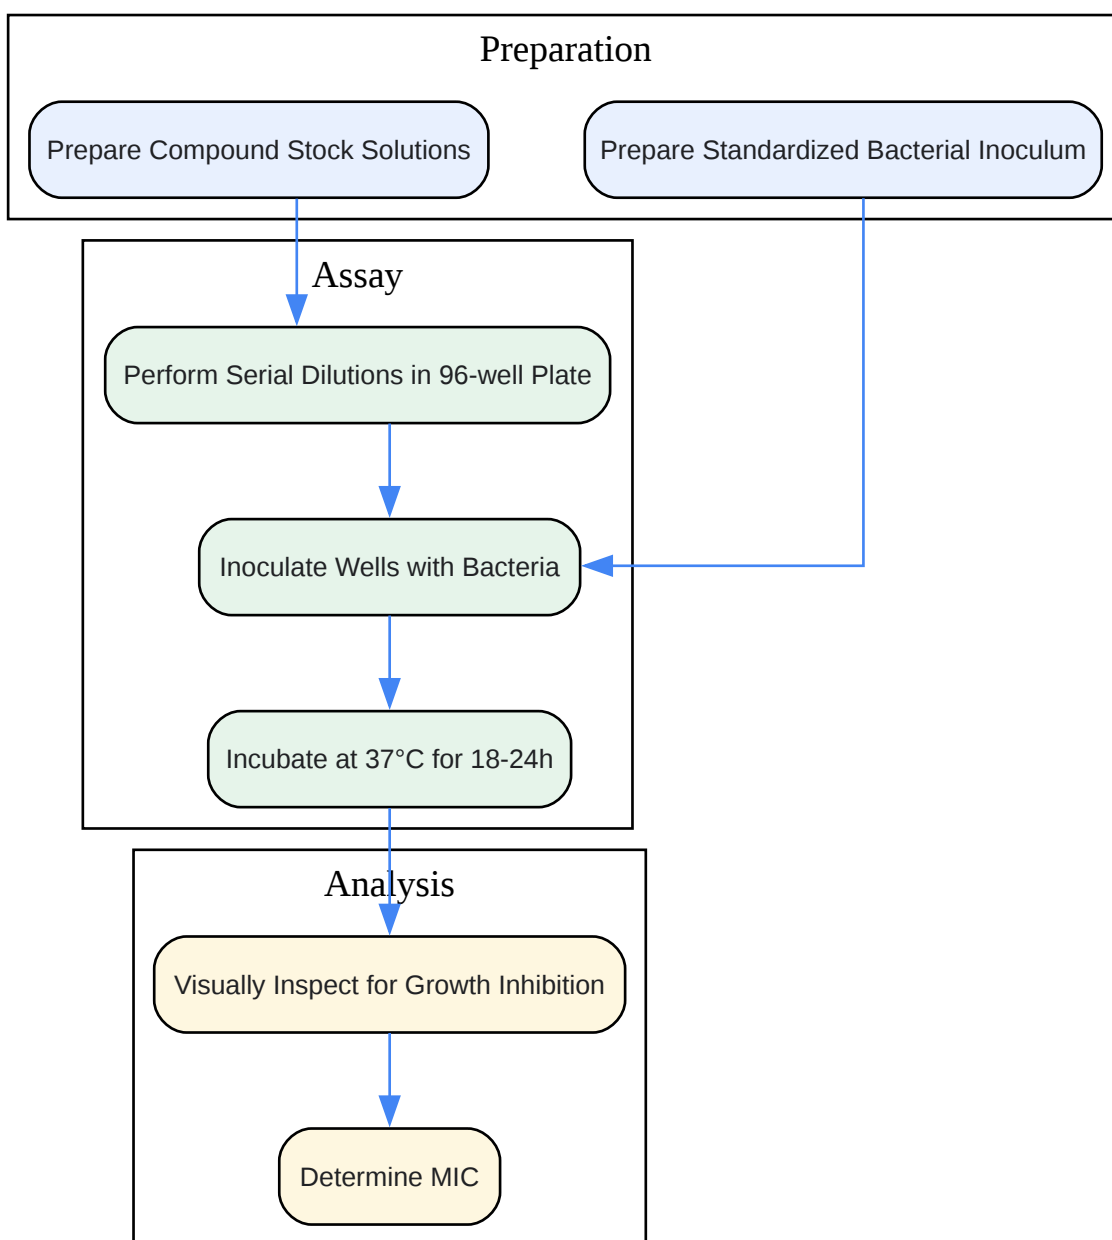 Preparation
Prepare Compound Stock Solutions
Prepare Standardized Bacterial Inoculum
Assay
Perform Serial Dilutions in 96-well Plate
Inoculate Wells with Bacteria
Incubate at 37°C for 18-24h
Analysis
Visually Inspect for Growth Inhibition
Determine MIC